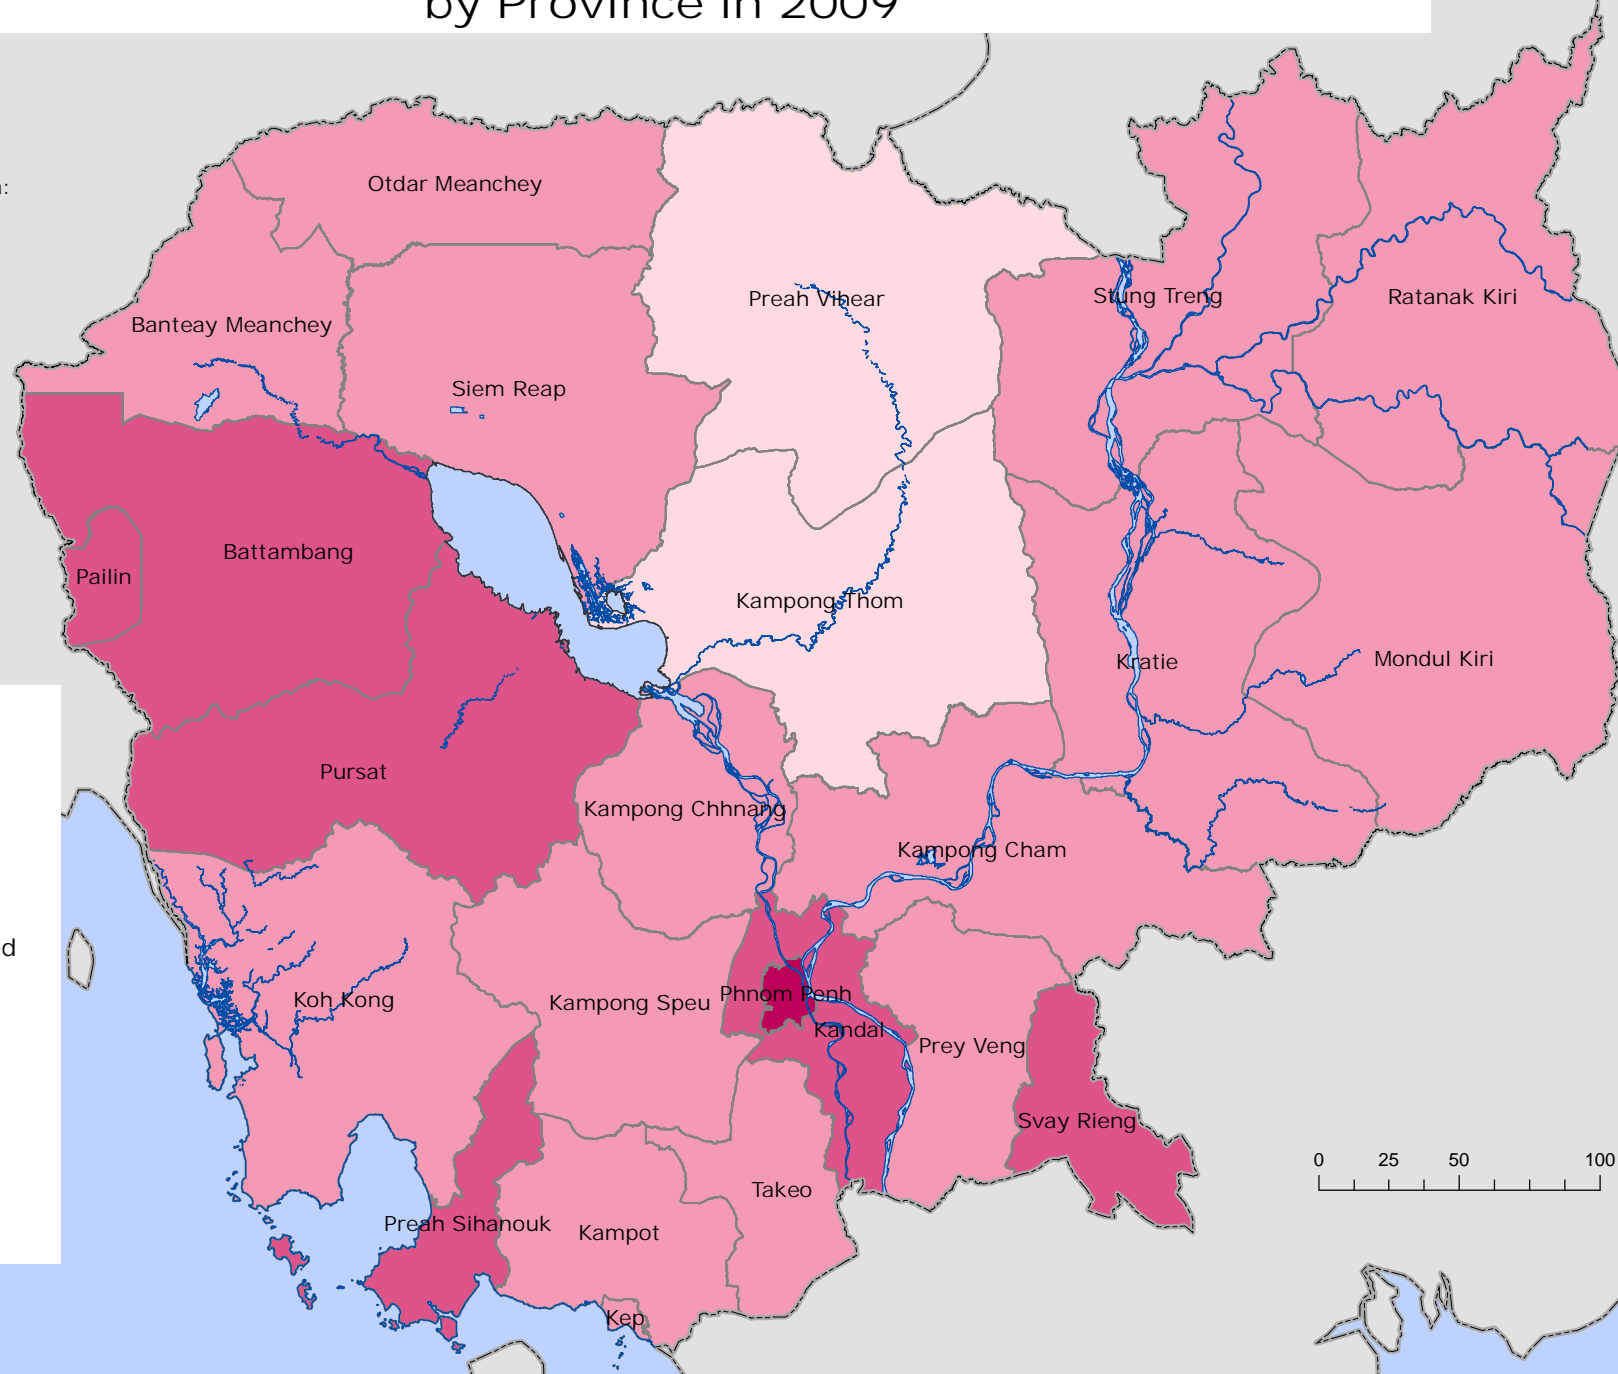 by Province in 2009
Otdar Meanchey
Preah Vihear
Stung Treng
Ratanak Kiri
Banteay Meanchey
Siem Reap
Battambang
Pailin
Kampong Thom
Kratie
Mondul Kiri
Pursat
Kampong Chhnang
Kampong Cham
Koh Kong
Kampong Speu
Phnom Penh
Kandal
Prey Veng
Svay Rieng
0 25 50 100
Takeo
Preah Sihanouk
Kampot
Kep